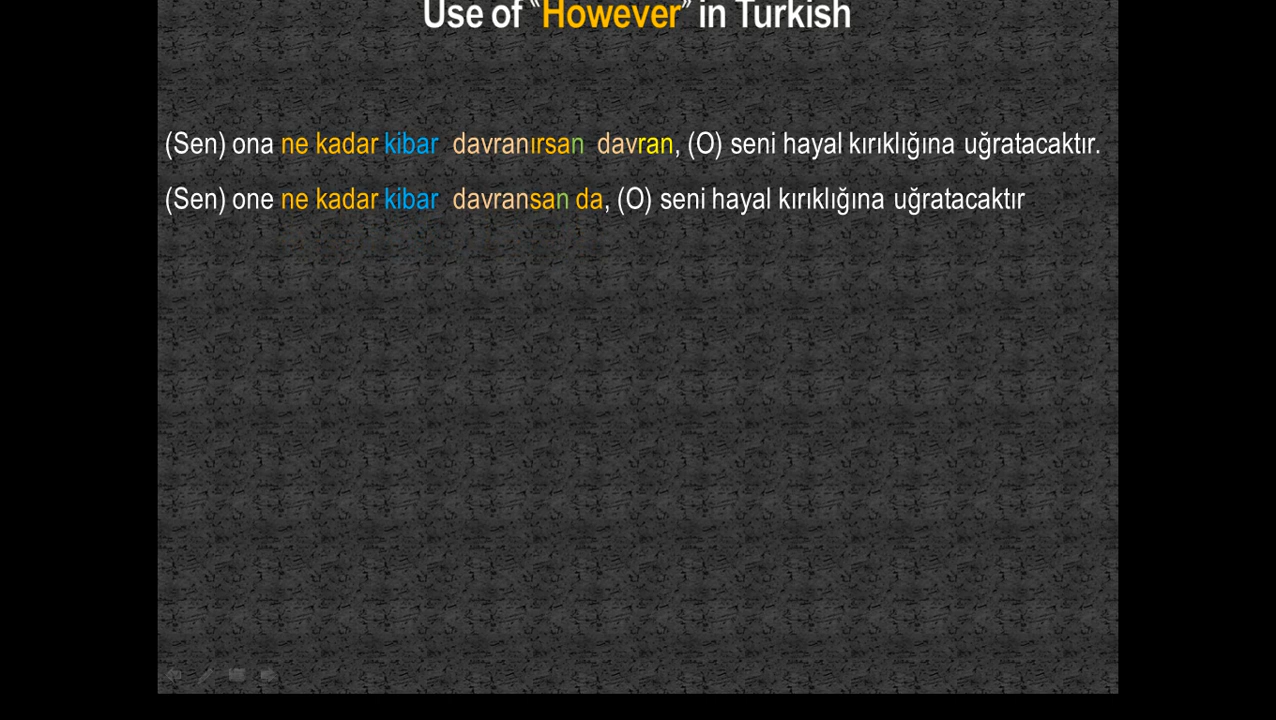 Use of “However” in Turkish
(Sen) ona ne kadar kibar davranırsan davran, (O) seni hayal kırıklığına uğratacaktır.
(Sen) one ne kadar kibar davransan da, (O) seni hayal kırıklığına uğratacaktır